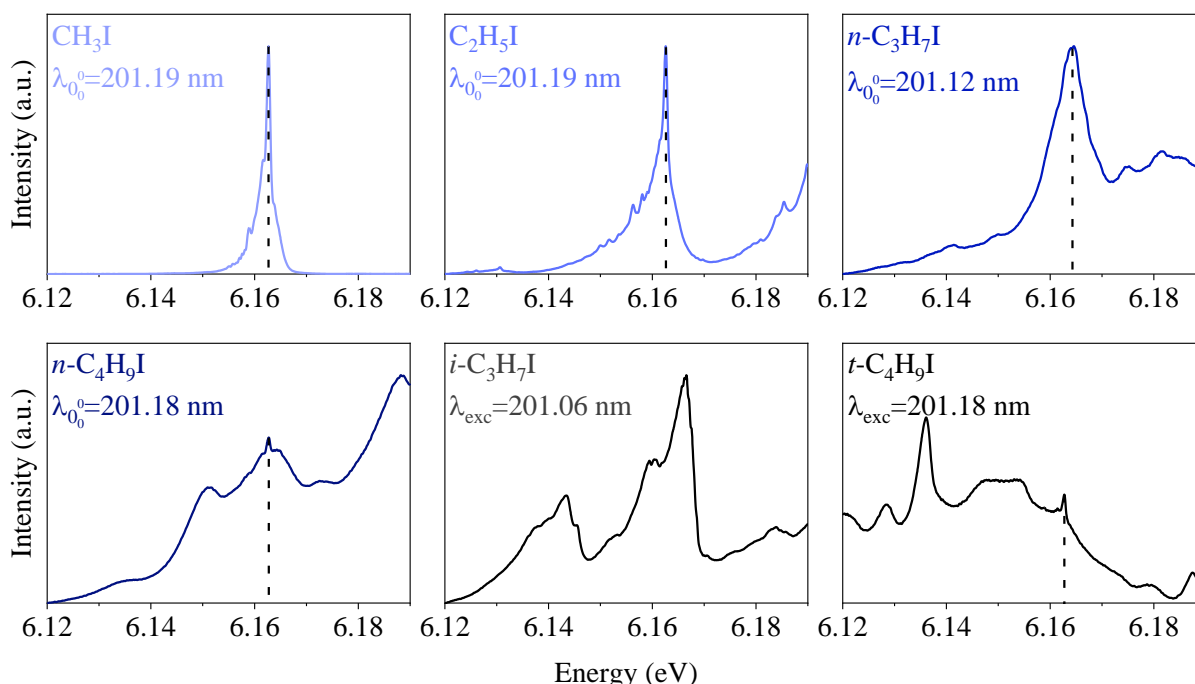 CH₃I
λ₀₀⁰=201.19 nm
C₂H₅I
λ₀₀⁰=201.19 nm
n-C₃H₇I
λ₀₀⁰=201.12 nm
Intensity (a.u.)
6.12 6.14 6.16 6.18
6.12 6.14 6.16 6.18
6.12 6.14 6.16 6.18
n-C₄H₉I
λ₀₀⁰=201.18 nm
i-C₃H₇I
λexc=201.06 nm
t-C₄H₉I
λexc=201.18 nm
Intensity (a.u.)
6.12 6.14 6.16 6.18
6.12 6.14 6.16 6.18
6.12 6.14 6.16 6.18
Energy (eV)